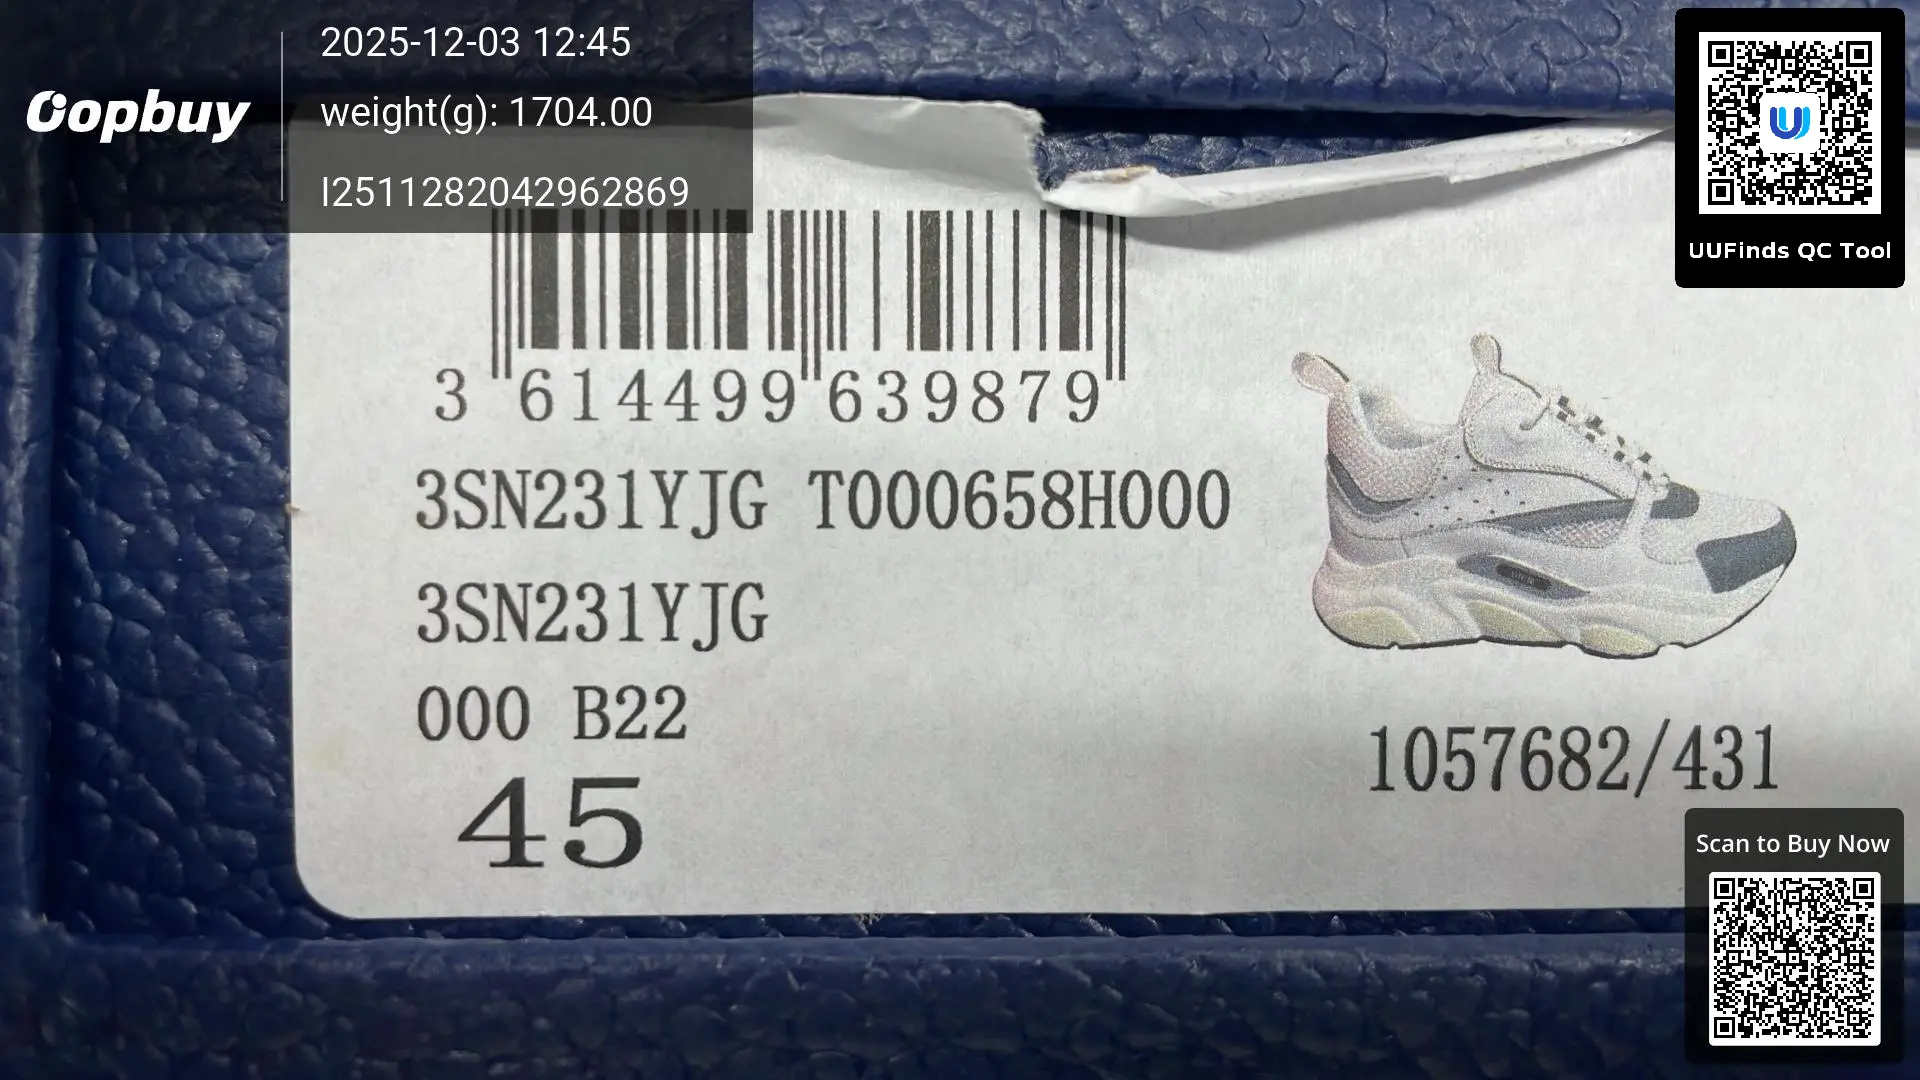 Oopbuy
2025-12-03 12:45
weight(g): 1704.00
I2511282042962869
UUFinds QC Tool
3 614499 639879
3SN231YJG T000658H000
3SN231YJG
000 B22
45
1057682/431
Scan to Buy Now